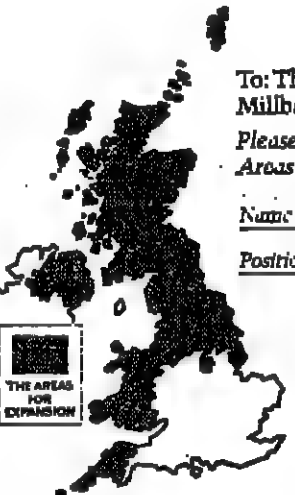 To: Th
Millb
Please
Areas
Name
Positio
THE AREAS
FOR
EXPANSION